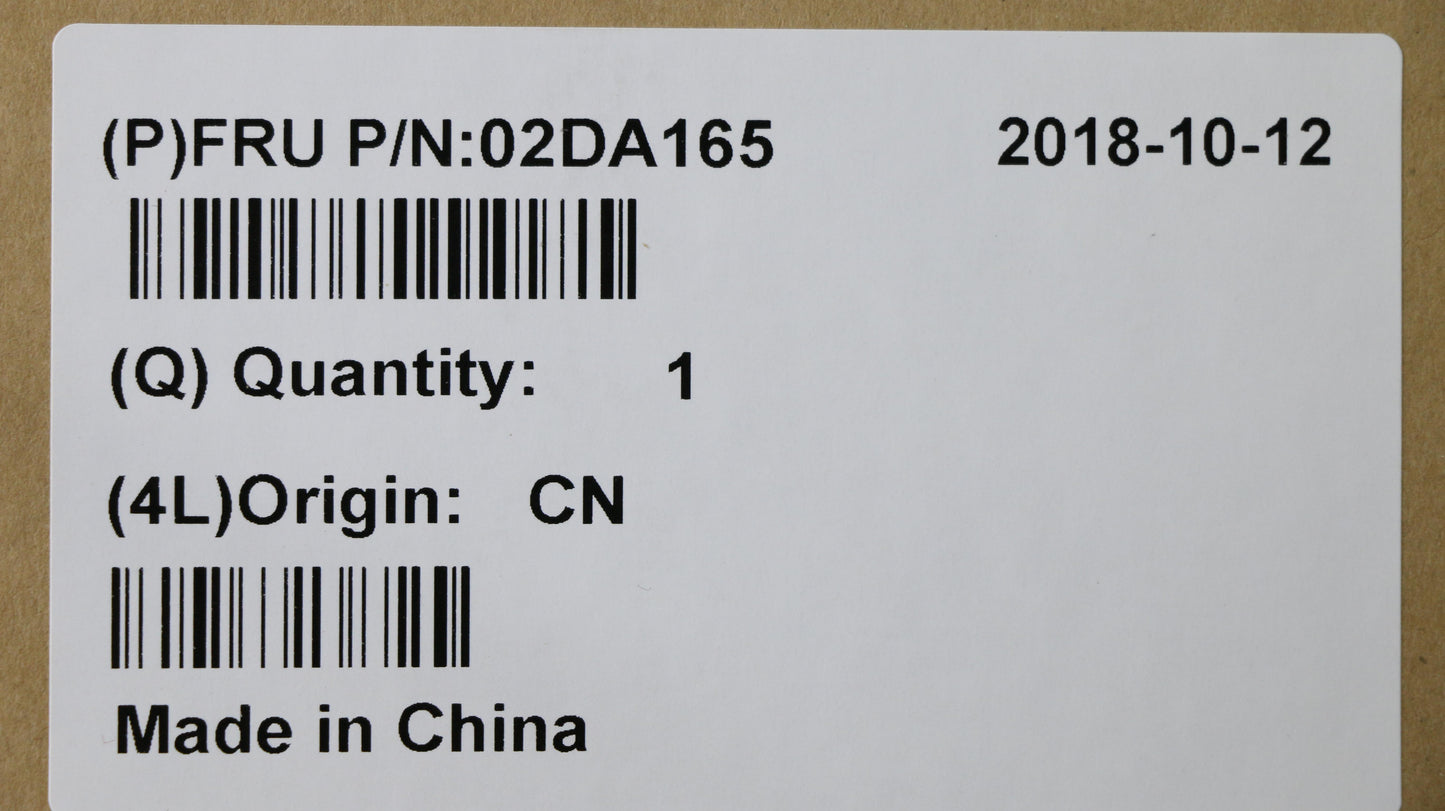 (P)FRU P/N:02DA165 2018-10-12
(Q) Quantity: 1
(4L)Origin: CN
Made in China